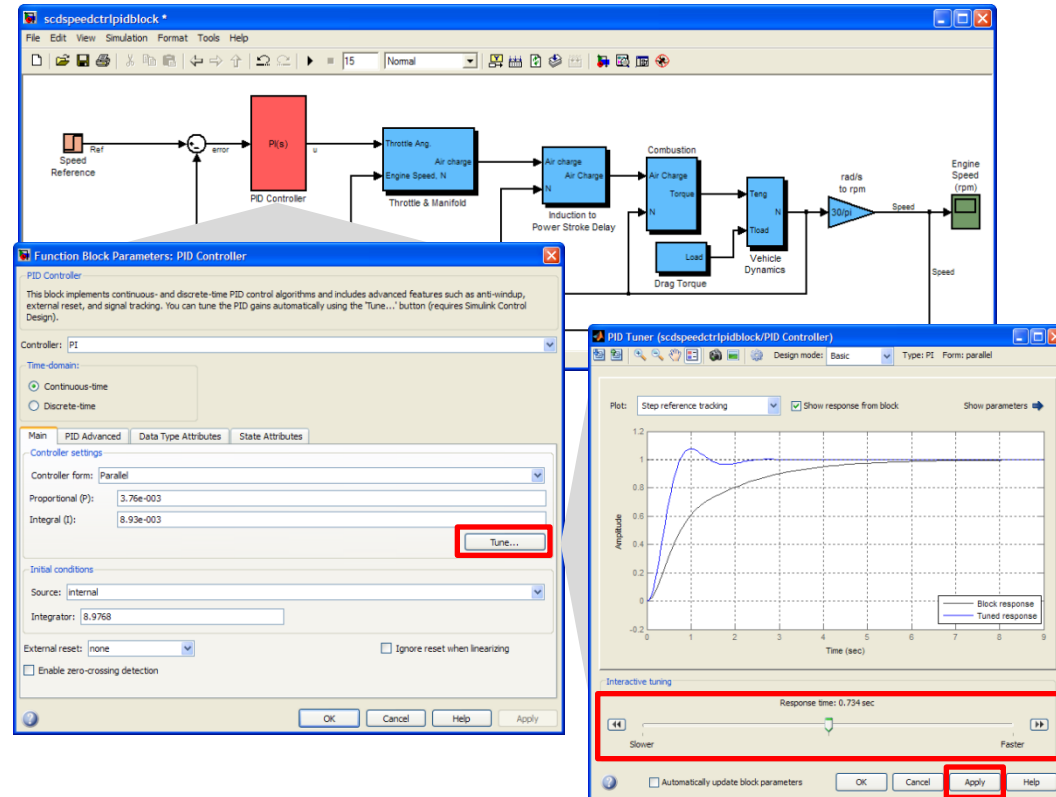 scdspeedctrlpidblock *
File Edit View Simulation Format Tools Help
15 Normal
Speed
Reference
Ref
error
PI(s)
u
PID Controller
Throttle Ang.
Air charge
Engine Speed, N
Throttle & Manifold
Air charge
Air Charge
N
Induction to
Power Stroke Delay
Combustion
Air Charge
Torque
N
Load
Drag Torque
Teng
N
Tload
Vehicle
Dynamics
rad/s
to rpm
30/pi
Speed
Engine
Speed
(rpm)
Speed
Function Block Parameters: PID Controller
PID Controller
This block implements continuous- and discrete-time PID control algorithms and includes advanced features such as anti-windup,
external reset, and signal tracking. You can tune the PID gains automatically using the 'Tune...' button (requires Simulink Control
Design).
Controller: PI
Time-domain:
Continuous-time
Discrete-time
Main PID Advanced Data Type Attributes State Attributes
Controller settings
Controller form: Parallel
Proportional (P): 3.76e-003
Integral (I): 8.93e-003
Tune...
Initial conditions
Source: internal
Integrator: 8.9768
External reset: none Ignore reset when linearizing
Enable zero-crossing detection
OK Cancel Help Apply
PID Tuner (scdspeedctrlpidblock/PID Controller)
Design mode: Basic Type: PI Form: parallel
Plot: Step reference tracking Show response from block Show parameters
1.2
1
0.8
0.6
0.4
0.2
0
-0.2
Amplitude
Block response
Tuned response
0 1 2 3 4 5 6 7 8 9
Time (sec)
Interactive tuning
Response time: 0.734 sec
Slower Faster
Automatically update block parameters OK Cancel Apply Help